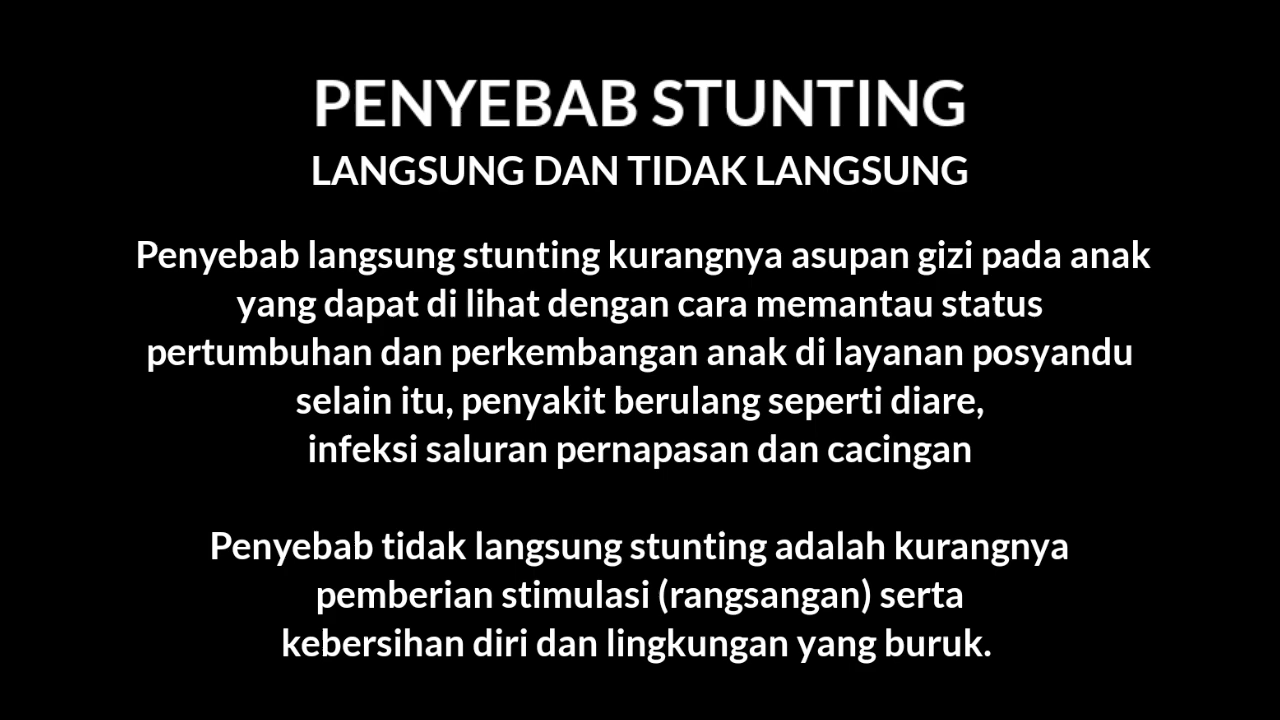 PENYEBAB STUNTING
LANGSUNG DAN TIDAK LANGSUNG
Penyebab langsung stunting kurangnya asupan gizi pada anak
yang dapat di lihat dengan cara memantau status
pertumbuhan dan perkembangan anak di layanan posyandu
selain itu, penyakit berulang seperti diare,
infeksi saluran pernapasan dan cacingan
Penyebab tidak langsung stunting adalah kurangnya
pemberian stimulasi (rangsangan) serta
kebersihan diri dan lingkungan yang buruk.